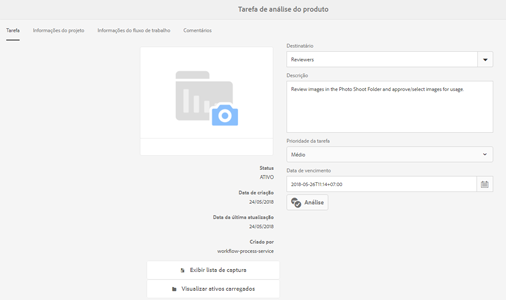 Tarefa de análise do produto
Tarefa
Informações do projeto
Informações do fluxo de trabalho
Comentários
Destinatário
Reviewers
Descrição
Review images in the Photo Shoot Folder and approve/select images for usage.
Prioridade da tarefa
Médio
Data de vencimento
2018-05-26T11:14+07:00
Análise
Status
ATIVO
Data de criação
24/05/2018
Data da última atualização
24/05/2018
Criado por
workflow-process-service
Exibir lista de captura
Visualizar ativos carregados